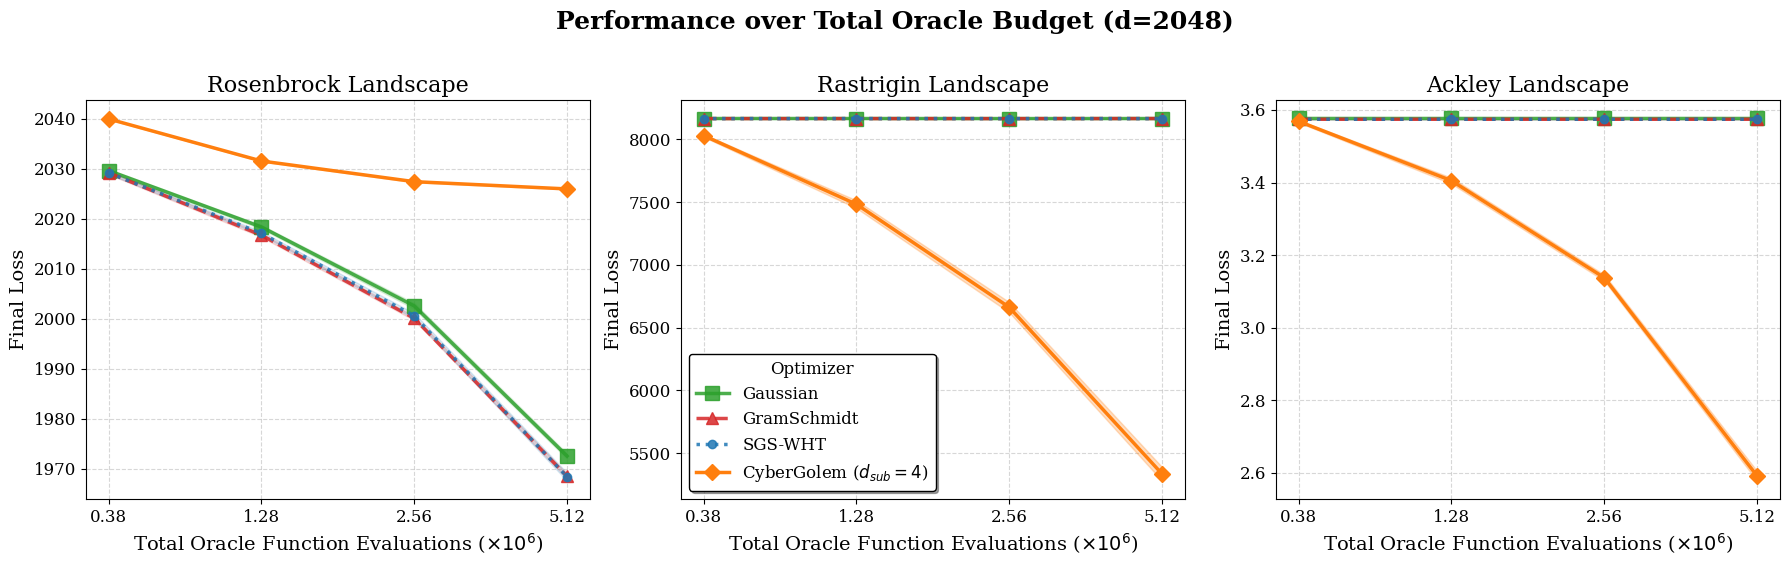 Performance over Total Oracle Budget (d=2048)
Rosenbrock Landscape
Final Loss
2040
2030
2020
2010
2000
1990
1980
1970
0.38 1.28 2.56 5.12
Total Oracle Function Evaluations (×10⁶)
Rastrigin Landscape
Final Loss
8000
7500
7000
6500
6000
5500
Optimizer
Gaussian
GramSchmidt
SGS-WHT
CyberGolem (d_sub = 4)
0.38 1.28 2.56 5.12
Total Oracle Function Evaluations (×10⁶)
Ackley Landscape
Final Loss
3.6
3.4
3.2
3.0
2.8
2.6
0.38 1.28 2.56 5.12
Total Oracle Function Evaluations (×10⁶)